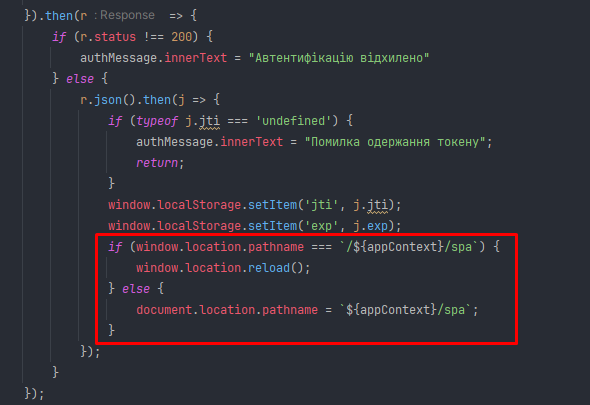 }).then(r : Response => {
if (r.status !== 200) {
authMessage.innerText = "Автентифікацію відхилено"
} else {
r.json().then(j => {
if (typeof j.jti === 'undefined') {
authMessage.innerText = "Помилка одержання токену";
return;
}
window.localStorage.setItem('jti', j.jti);
window.localStorage.setItem('exp', j.exp);
if (window.location.pathname === `/${appContext}/spa`) {
window.location.reload();
} else {
document.location.pathname = `${appContext}/spa`;
}
});
}
});